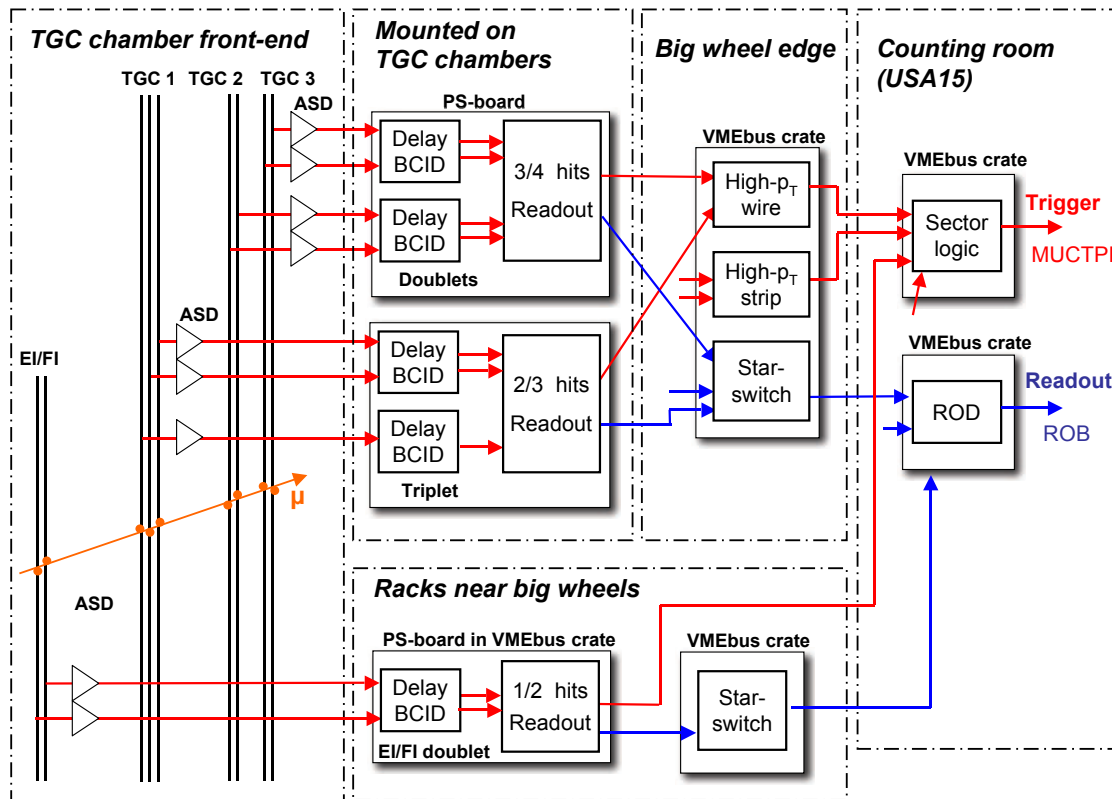 TGC chamber front-end
TGC 1
TGC 2
TGC 3
ASD
ASD
EI/FI
μ
ASD
Mounted on
TGC chambers
PS-board
Delay
BCID
Delay
BCID
3/4 hits
Readout
Doublets
Delay
BCID
Delay
BCID
2/3 hits
Readout
Triplet
Big wheel edge
VMEbus crate
High-pT
wire
High-pT
strip
Star-
switch
Counting room
(USA15)
VMEbus crate
Sector
logic
Trigger
MUCTPI
VMEbus crate
ROD
Readout
ROB
Racks near big wheels
PS-board in VMEbus crate
Delay
BCID
1/2 hits
Readout
EI/FI doublet
VMEbus crate
Star-
switch